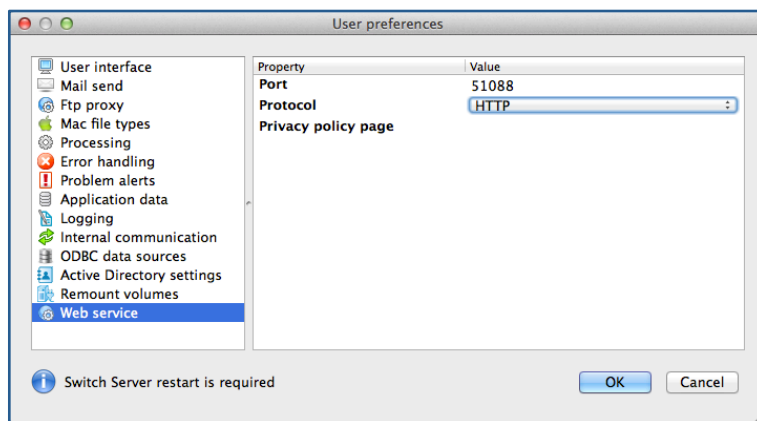 User preferences
User interface
Mail send
Ftp proxy
Mac file types
Processing
Error handling
Problem alerts
Application data
Logging
Internal communication
ODBC data sources
Active Directory settings
Remount volumes
Web service
Property Value
Port 51088
Protocol HTTP
Privacy policy page
Switch Server restart is required
OK Cancel